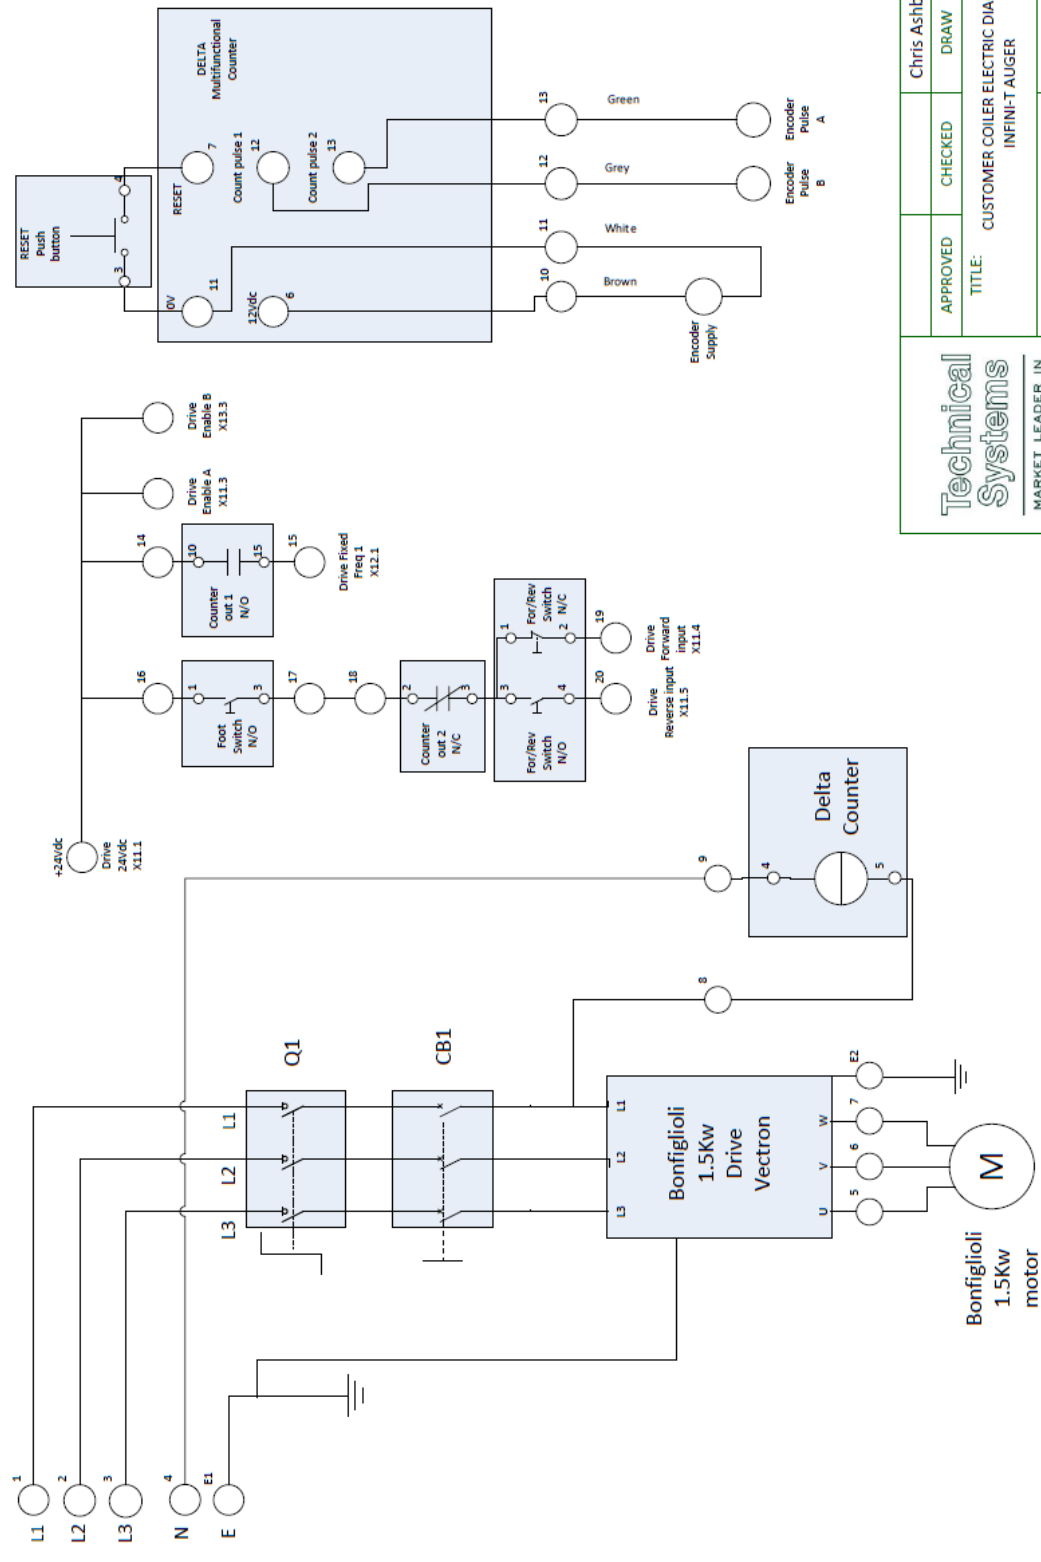 L1
1
L2
2
L3
3
N
4
E
E1
L3
L2
L1
Q1
CB1
L3
L2
L1
Bonfiglioli
1.5Kw
Drive
Vectron
U
V
W
5
6
7
E2
M
Bonfiglioli
1.5Kw
motor
8
9
4
5
Delta
Counter
+24Vdc
Drive
24Vdc
X11.1
16
1
Foot
Switch
N/O
3
17
18
2
Counter
out 2
N/C
3
3
For/Rev
Switch
N/O
4
1
For/Rev
Switch
N/C
2
20
Drive
Reverse input
X11.5
19
Drive
Forward
input
X11.4
14
10
Counter
out 1
N/O
15
15
Drive Fixed
Freq 1
X12.1
Drive
Enable A
X11.3
Drive
Enable B
X13.3
RESET
Push
button
3
4
DELTA
Multifunctional
Counter
0V
11
12Vdc
6
RESET
7
Count pulse 1
12
Count pulse 2
13
10
11
12
13
Brown
White
Grey
Green
Encoder
Supply
Encoder
Pulse
B
Encoder
Pulse
A
Technical
Systems
MARKET LEADER IN
Chris Ashb
APPROVED
CHECKED
DRAW
TITLE:
CUSTOMER COILER ELECTRIC DIA
INFINI-T AUGER